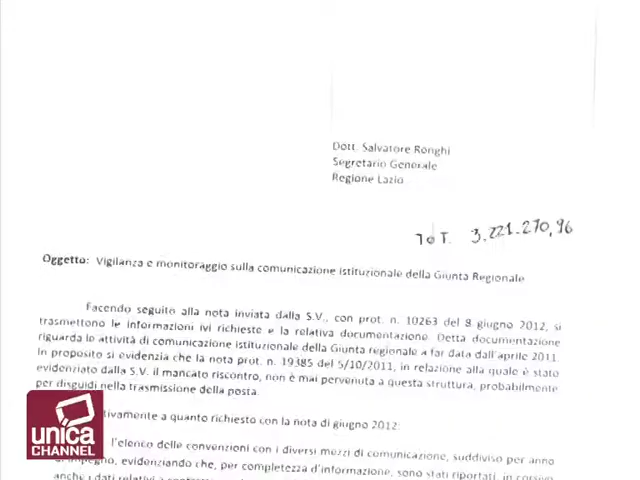 Dott. Salvatore Ronghi
Segretario Generale
Regione Lazio
TOT. 3.221.270,96
Oggetto: Vigilanza e monitoraggio sulla comunicazione istituzionale della Giunta Regionale
Facendo seguito alla nota inviata dalla S.V., con prot. n. 10263 del 8 giugno 2012, si
trasmettono le informazioni ivi richieste e la relativa documentazione. Detta documentazione
riguarda le attività di comunicazione istituzionale della Giunta regionale a far data dall'aprile 2011.
In proposito si evidenzia che la nota prot. n. 19385 del 5/10/2011, in relazione alla quale è stato
evidenziato dalla S.V. il mancato riscontro, non è mai pervenuta a questa struttura, probabilmente
per disguidi nella trasmissione della posta.
tivamente a quanto richiesto con la nota di giugno 2012:
l'elenco delle convenzioni con i diversi mezzi di comunicazione, suddiviso per anno
di impegno, evidenziando che, per completezza d'informazione, sono stati riportati, in corsivo
anche i dati relativi a
unica
CHANNEL